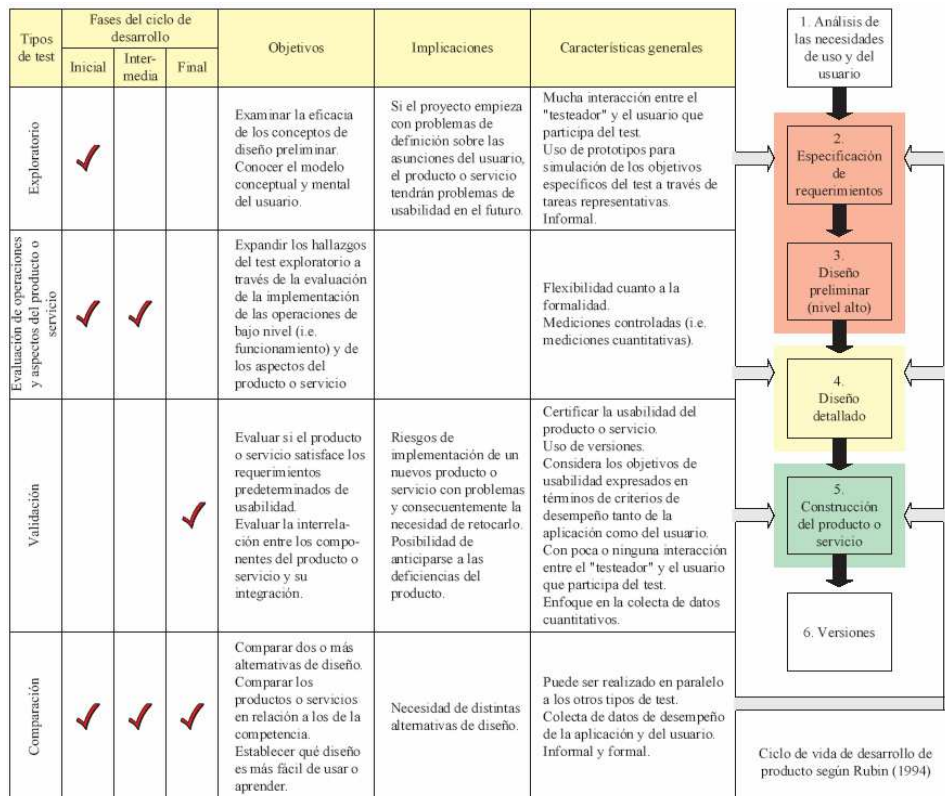 Tipos
de test
Fases del ciclo de
desarrollo
Inicial
Inter-
media
Final
Objetivos
Implicaciones
Características generales
Exploratorio
Examinar la eficacia
de los conceptos de
diseño preliminar.
Conocer el modelo
conceptual y mental
del usuario.
Si el proyecto empieza
con problemas de
definición sobre las
asunciones del usuario,
el producto o servicio
tendrán problemas de
usabilidad en el futuro.
Mucha interacción entre el
"testeador" y el usuario que
participa del test.
Uso de prototipos para
simulación de los objetivos
específicos del test a través de
tareas representativas.
Informal.
Evaluación de operaciones
y aspectos del producto o
servicio
Expandir los hallazgos
del test exploratorio a
través de la evaluación
de la implementación
de las operaciones de
bajo nivel (i.e.
funcionamiento) y de
los aspectos del
producto o servicio
Flexibilidad cuanto a la
formalidad.
Mediciones controladas (i.e.
mediciones cuantitativas).
Validación
Evaluar si el producto
o servicio satisface los
requerimientos
predeterminados de
usabilidad.
Evaluar la interrela-
ción entre los compo-
nentes del producto o
servicio y su
integración.
Riesgos de
implementación de un
nuevos producto o
servicio con problemas
y consecuentemente la
necesidad de retocarlo.
Posibilidad de
anticiparse a las
deficiencias del
producto.
Certificar la usabilidad del
producto o servicio.
Uso de versiones.
Considera los objetivos de
usabilidad expresados en
términos de criterios de
desempeño tanto de la
aplicación como del usuario.
Con poca o ninguna interacción
entre el "testeador" y el usuario
que participa del test.
Enfoque en la colecta de datos
cuantitativos.
Comparación
Comparar dos o más
alternativas de diseño.
Comparar los
productos o servicios
en relación a los de la
competencia.
Establecer qué diseño
es más fácil de usar o
aprender.
Necesidad de distintas
alternativas de diseño.
Puede ser realizado en paralelo
a los otros tipos de test.
Colecta de datos de desempeño
de la aplicación y del usuario.
Informal y formal.
1. Análisis de
las necesidades
de uso y del
usuario
2.
Especificación
de
requerimientos
3.
Diseño
preliminar
(nivel alto)
4.
Diseño
detallado
5.
Construcción
del producto o
servicio
6. Versiones
Ciclo de vida de desarrollo de
producto según Rubin (1994)